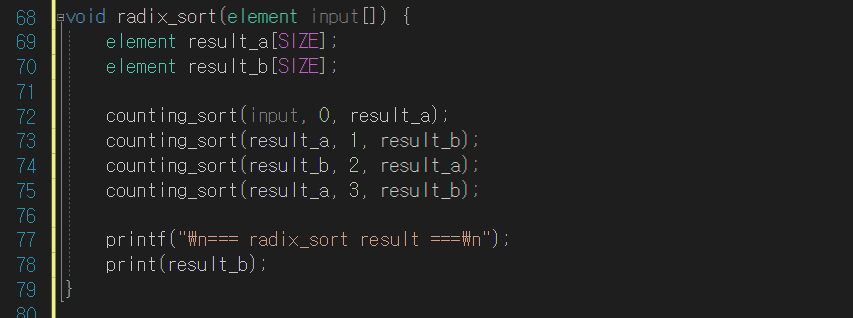 68 void radix_sort(element input[]) {
69 element result_a[SIZE];
70 element result_b[SIZE];
71
72 counting_sort(input, 0, result_a);
73 counting_sort(result_a, 1, result_b);
74 counting_sort(result_b, 2, result_a);
75 counting_sort(result_a, 3, result_b);
76
77 printf("₩n=== radix_sort result ===₩n");
78 print(result_b);
79 }
80